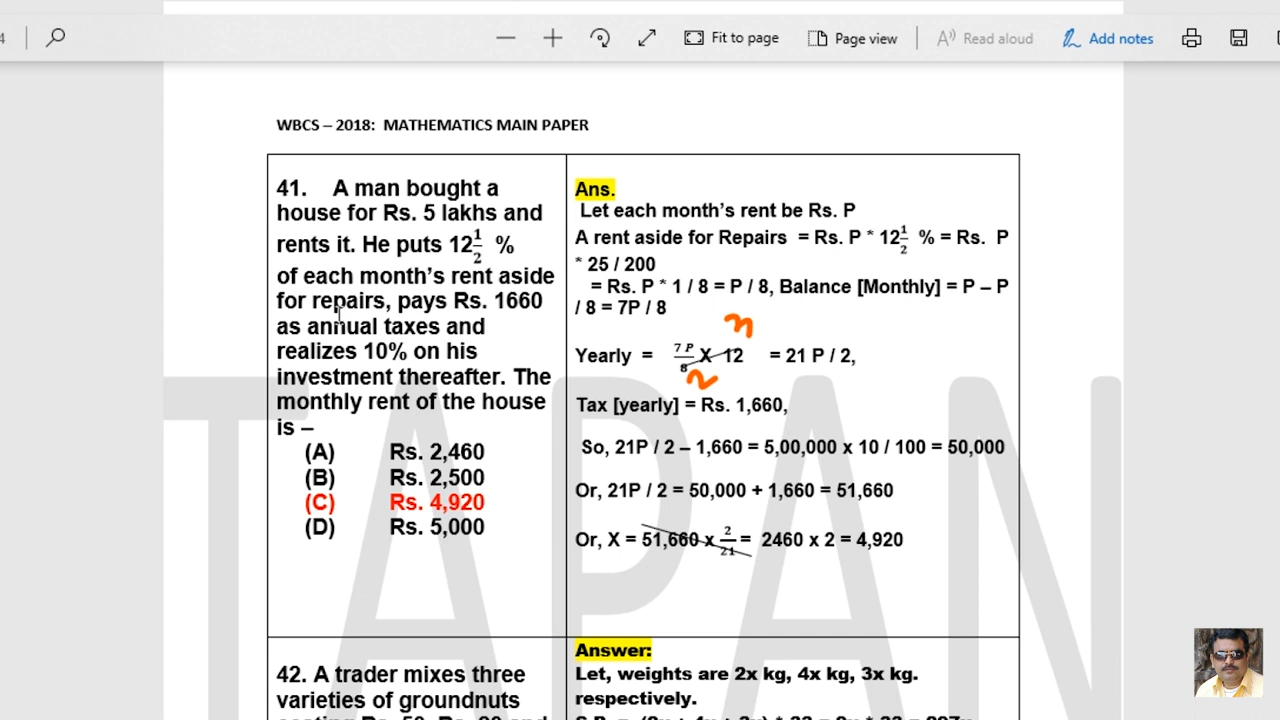 4
Fit to page
Page view
Read aloud
Add notes
WBCS – 2018: MATHEMATICS MAIN PAPER
41. A man bought a
house for Rs. 5 lakhs and
rents it. He puts 12 1/2 %
of each month's rent aside
for repairs, pays Rs. 1660
as annual taxes and
realizes 10% on his
investment thereafter. The
monthly rent of the house
is –
(A) Rs. 2,460
(B) Rs. 2,500
(C) Rs. 4,920
(D) Rs. 5,000
Ans.
Let each month's rent be Rs. P
A rent aside for Repairs = Rs. P * 12 1/2 % = Rs. P
* 25 / 200
= Rs. P * 1 / 8 = P / 8, Balance [Monthly] = P – P
/ 8 = 7P / 8
Yearly = 7 P/8 X 12 = 21 P / 2,
2
Tax [yearly] = Rs. 1,660,
So, 21P / 2 – 1,660 = 5,00,000 x 10 / 100 = 50,000
Or, 21P / 2 = 50,000 + 1,660 = 51,660
Or, X = 51,660 x 2/21 = 2460 x 2 = 4,920
42. A trader mixes three
varieties of groundnuts
Answer:
Let, weights are 2x kg, 4x kg, 3x kg.
respectively.
TAPAN